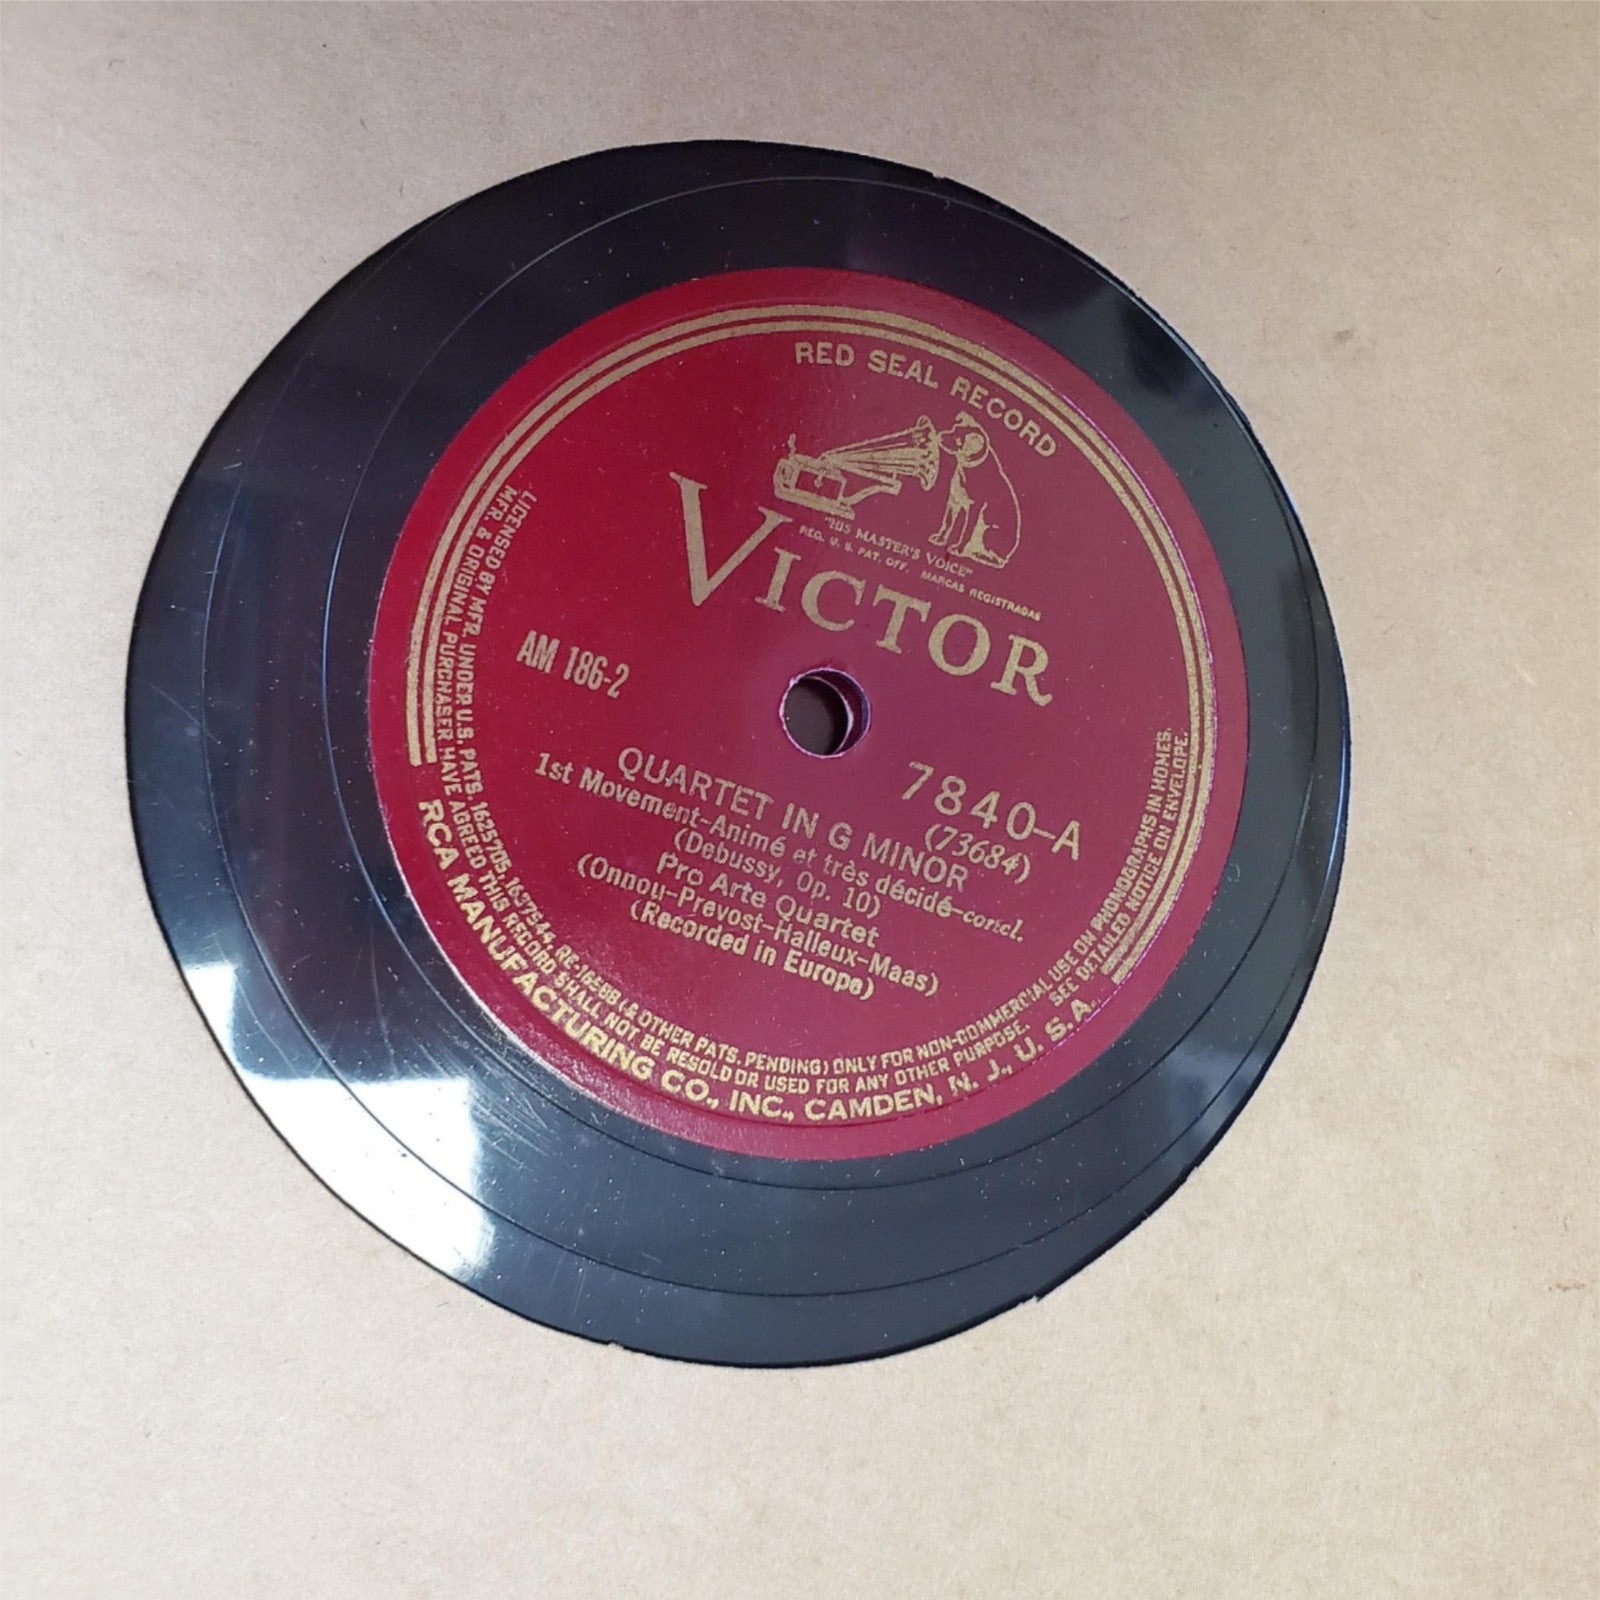 RED SEAL RECORD
"HIS MASTER'S VOICE"
REG. U. S. PAT. OFF. MARCAS REGISTRADAS
VICTOR
AM 186-2
7840-A
(73684)
QUARTET IN G MINOR
1st Movement-Animé et très décidé-concl.
(Debussy, Op. 10)
Pro Arte Quartet
(Onnou-Prevost-Halleux-Maas)
(Recorded in Europe)
LICENSED BY MFR. UNDER U.S. PATS. 1625705, 1637544, RE-16588 (& OTHER PATS. PENDING) ONLY FOR NON-COMMERCIAL USE ON PHONOGRAPHS IN HOMES.
MFR. & ORIGINAL PURCHASER HAVE AGREED THIS RECORD SHALL NOT BE RESOLD OR USED FOR ANY OTHER PURPOSE. SEE DETAILED NOTICE ON ENVELOPE.
RCA MANUFACTURING CO., INC., CAMDEN, N. J., U. S. A.